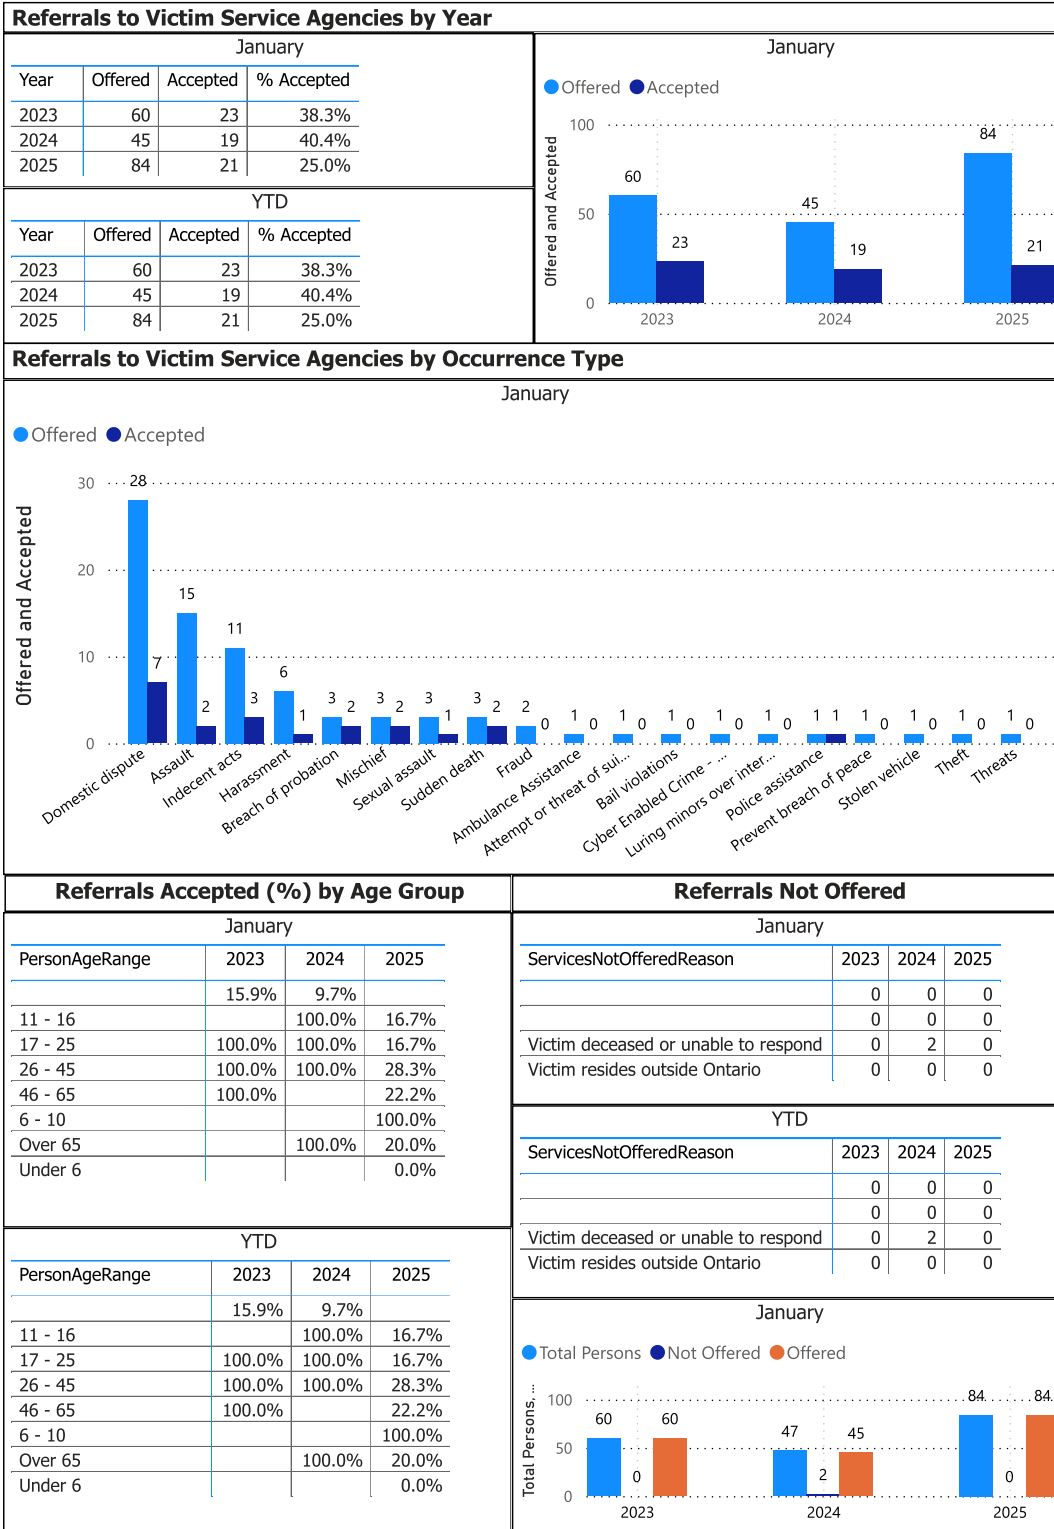 Referrals to Victim Service Agencies by Year
January
Year Offered Accepted % Accepted
2023 60 23 38.3%
2024 45 19 40.4%
2025 84 21 25.0%
YTD
Year Offered Accepted % Accepted
2023 60 23 38.3%
2024 45 19 40.4%
2025 84 21 25.0%
January
Offered Accepted
Offered and Accepted
100
50
0
60 23 45 19 84 21
2023 2024 2025
Referrals to Victim Service Agencies by Occurrence Type
January
Offered Accepted
Offered and Accepted
30
20
10
0
28 7 15 2 11 3 6 1 3 2 3 2 3 1 3 2 2 0 1 0 1 0 1 0 1 0 1 0 1 1 1 0 1 0 1 0 1 0
Domestic dispute
Assault
Indecent acts
Harassment
Breach of probation
Mischief
Sexual assault
Sudden death
Fraud
Ambulance Assistance
Attempt or threat of sui...
Bail violations
Cyber Enabled Crime - ...
Luring minors over inter...
Police assistance
Prevent breach of peace
Stolen vehicle
Theft
Threats
Referrals Accepted (%) by Age Group
January
PersonAgeRange 2023 2024 2025
15.9% 9.7%
11 - 16 100.0% 16.7%
17 - 25 100.0% 100.0% 16.7%
26 - 45 100.0% 100.0% 28.3%
46 - 65 100.0% 22.2%
6 - 10 100.0%
Over 65 100.0% 20.0%
Under 6 0.0%
YTD
PersonAgeRange 2023 2024 2025
15.9% 9.7%
11 - 16 100.0% 16.7%
17 - 25 100.0% 100.0% 16.7%
26 - 45 100.0% 100.0% 28.3%
46 - 65 100.0% 22.2%
6 - 10 100.0%
Over 65 100.0% 20.0%
Under 6 0.0%
Referrals Not Offered
January
ServicesNotOfferedReason 2023 2024 2025
0 0 0
0 0 0
Victim deceased or unable to respond 0 2 0
Victim resides outside Ontario 0 0 0
YTD
ServicesNotOfferedReason 2023 2024 2025
0 0 0
0 0 0
Victim deceased or unable to respond 0 2 0
Victim resides outside Ontario 0 0 0
January
Total Persons Not Offered Offered
Total Persons, ...
100
50
0
60 0 60 47 2 45 84 0 84
2023 2024 2025